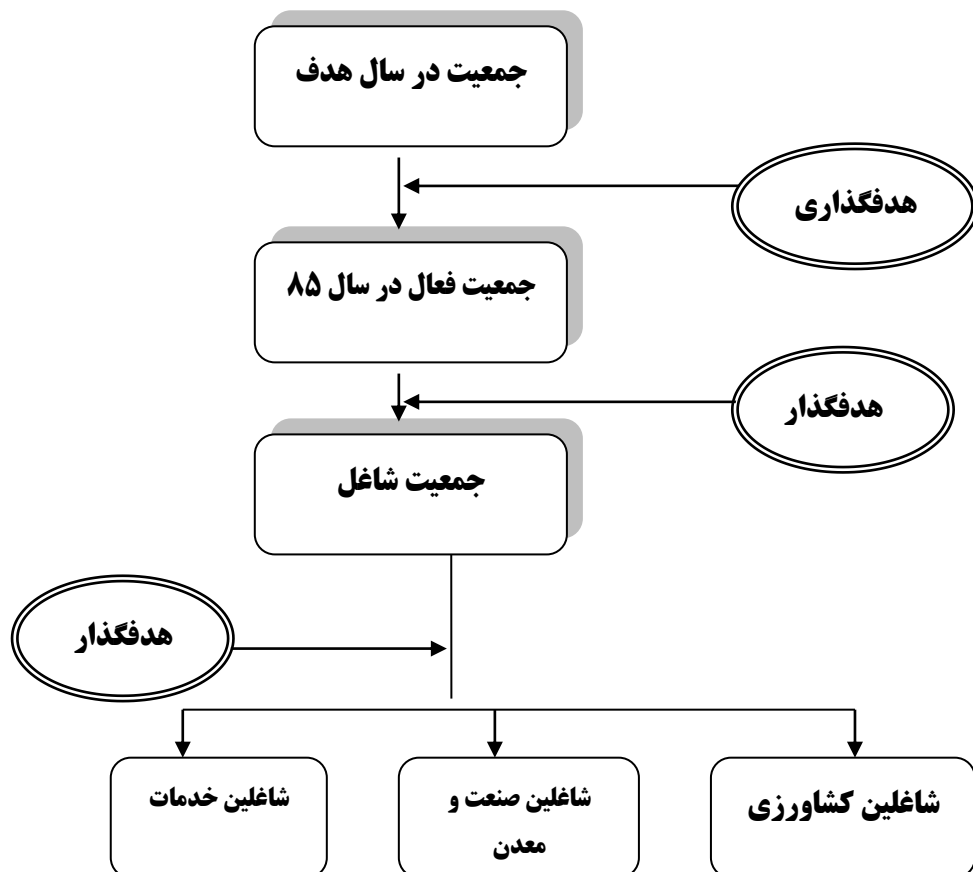 جمعیت در سال هدف
هدفگذاری
جمعیت فعال در سال ۸۵
هدفگذار
جمعیت شاغل
هدفگذار
شاغلین کشاورزی
شاغلین صنعت و
معدن
شاغلین خدمات